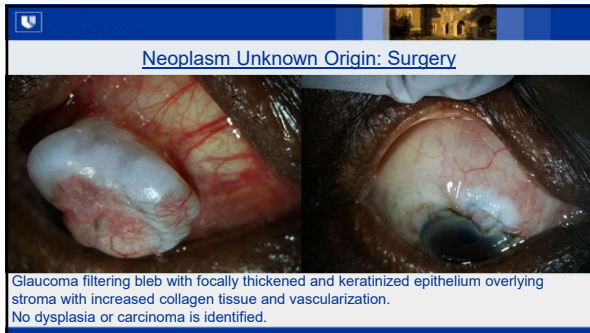 Neoplasm Unknown Origin: Surgery
Glaucoma filtering bleb with focally thickened and keratinized epithelium overlying
stroma with increased collagen tissue and vascularization.
No dysplasia or carcinoma is identified.